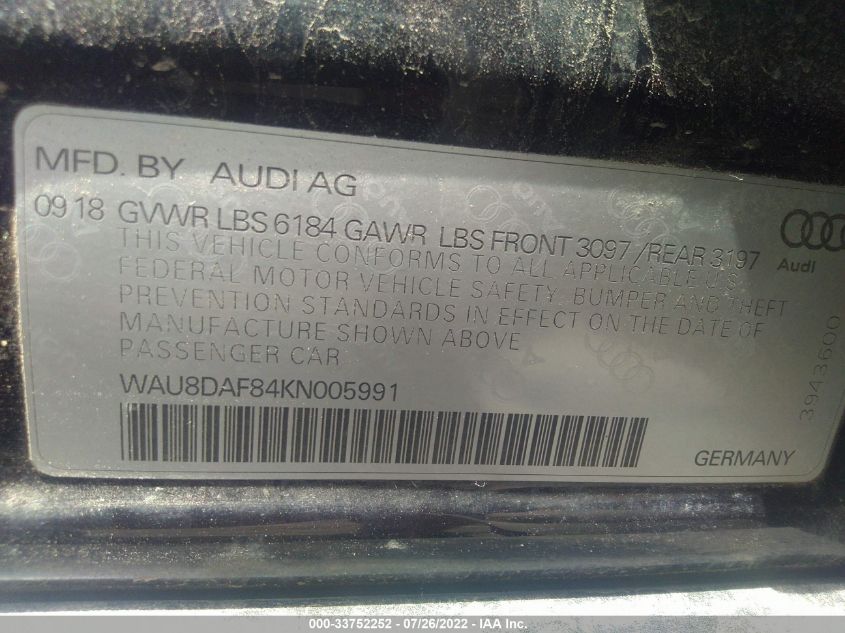 MFD. BY AUDI AG
09 18 GVWR LBS 6184 GAWR LBS FRONT 3097 /REAR 3197
THIS VEHICLE CONFORMS TO ALL APPLICABLE U.S.
FEDERAL MOTOR VEHICLE SAFETY, BUMPER AND THEFT
PREVENTION STANDARDS IN EFFECT ON THE DATE OF
MANUFACTURE SHOWN ABOVE
PASSENGER CAR
WAU8DAF84KN005991
Audi
3943600
GERMANY
000-33752252 - 07/26/2022 - IAA Inc.